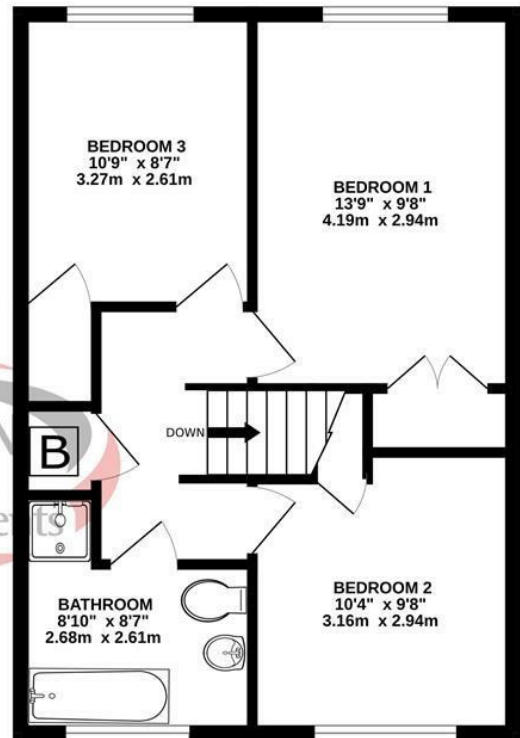 BEDROOM 3
10'9" x 8'7"
3.27m x 2.61m
BEDROOM 1
13'9" x 9'8"
4.19m x 2.94m
DOWN
B
BATHROOM
8'10" x 8'7"
2.68m x 2.61m
BEDROOM 2
10'4" x 9'8"
3.16m x 2.94m